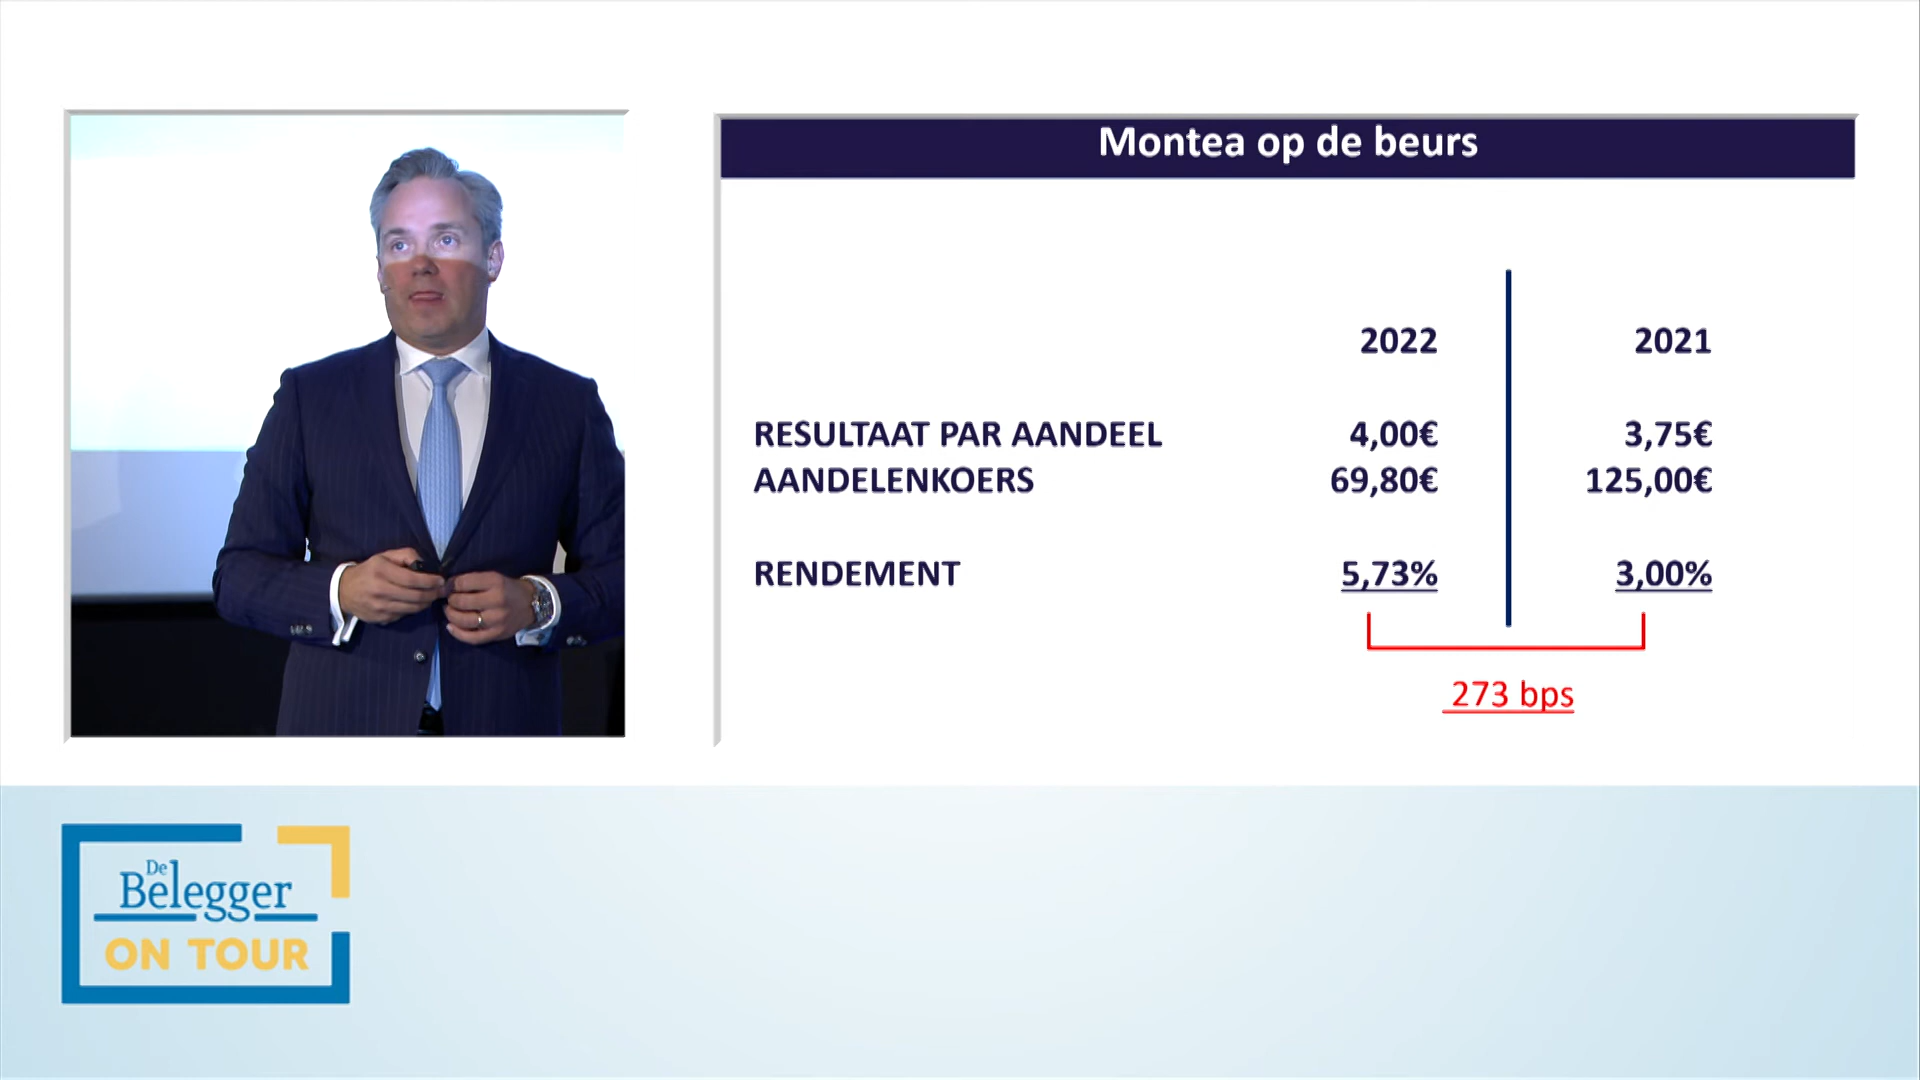 Montea op de beurs
2022 2021
RESULTAAT PAR AANDEEL 4,00€ 3,75€
AANDELENKOERS 69,80€ 125,00€
RENDEMENT 5,73% 3,00%
273 bps
De
Belegger
ON TOUR